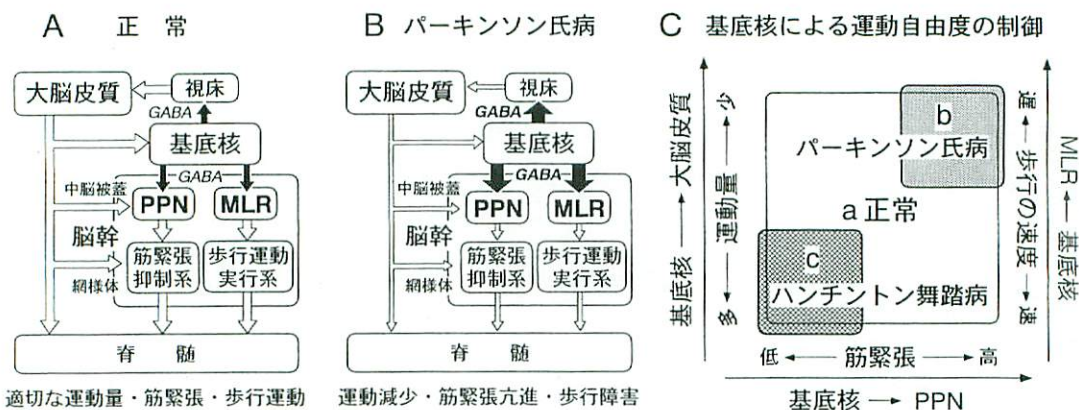 A 正常
大脳皮質
視床
GABA
基底核
GABA
中脳被蓋
PPN
MLR
脳幹
筋緊張
抑制系
歩行運動
実行系
網様体
脊髄
適切な運動量・筋緊張・歩行運動
B パーキンソン氏病
大脳皮質
視床
GABA
基底核
GABA
中脳被蓋
PPN
MLR
脳幹
筋緊張
抑制系
歩行運動
実行系
網様体
脊髄
運動減少・筋緊張亢進・歩行障害
C 基底核による運動自由度の制御
基底核→大脳皮質
多←運動量→少
b
パーキンソン氏病
a正常
c
ハンチントン舞踏病
遅←歩行の速度→速
MLR←基底核
低←筋緊張→高
基底核→PPN